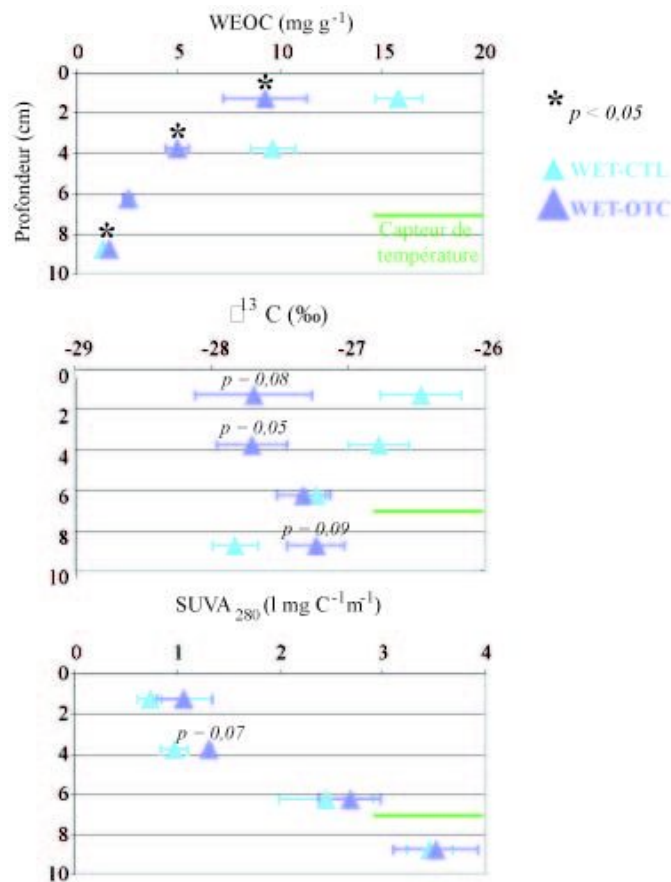 WEOC (mg g⁻¹)
0 5 10 15 20
0
2
4
6
8
10
Profondeur (cm)
* * *
Capteur de
température
* p < 0,05
WET-CTL
WET-OTC
□¹³ C (‰)
-29 -28 -27 -26
0
2
4
6
8
10
p = 0,08
p = 0,05
p = 0,09
SUVA ₂₈₀ (l mg C⁻¹m⁻¹)
0 1 2 3 4
0
2
4
6
8
10
p = 0,07